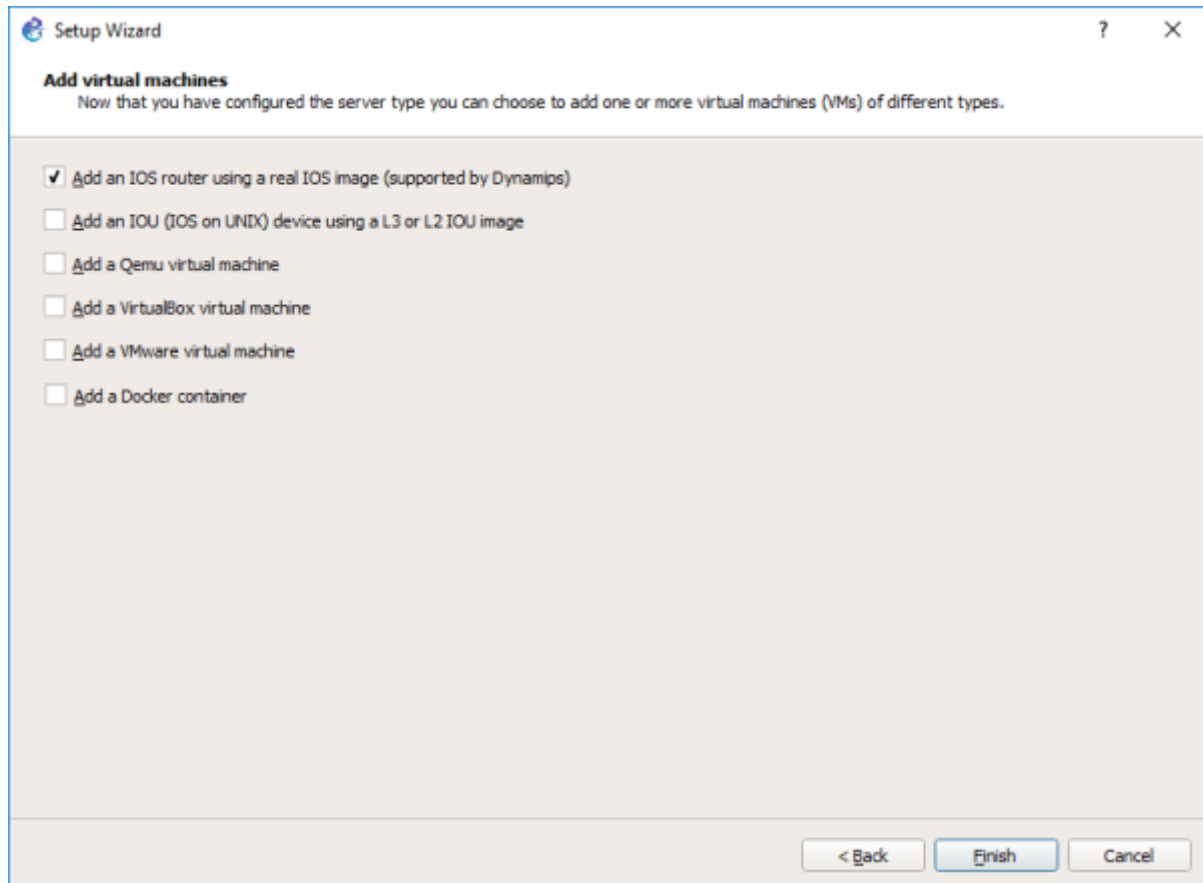 Setup Wizard
?
Add virtual machines
Now that you have configured the server type you can choose to add one or more virtual machines (VMs) of different types.
Add an IOS router using a real IOS image (supported by Dynamips)
Add an IOU (IOS on UNIX) device using a L3 or L2 IOU image
Add a Qemu virtual machine
Add a VirtualBox virtual machine
Add a VMware virtual machine
Add a Docker container
< Back
Finish
Cancel